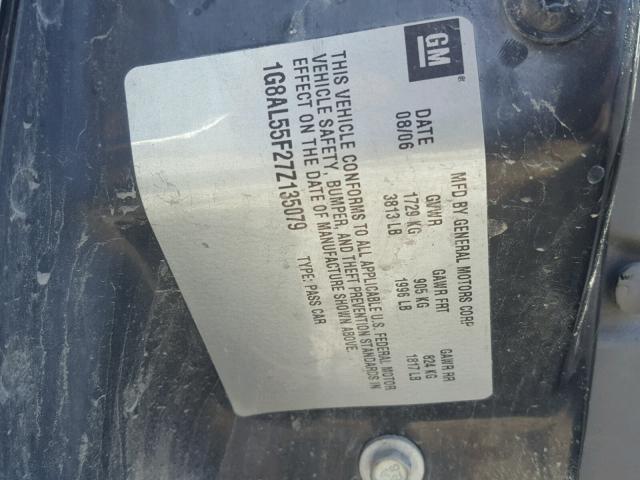 GM
MFD BY GENERAL MOTORS CORP
DATE GVWR GAWR FRT GAWR RR
08/06 1729 KG 905 KG 824 KG
3813 LB 1996 LB 1817 LB
THIS VEHICLE CONFORMS TO ALL APPLICABLE U.S. FEDERAL MOTOR
VEHICLE SAFETY, BUMPER, AND THEFT PREVENTION STANDARDS IN
EFFECT ON THE DATE OF MANUFACTURE SHOWN ABOVE.
1G8AL55F27Z135079 TYPE: PASS CAR